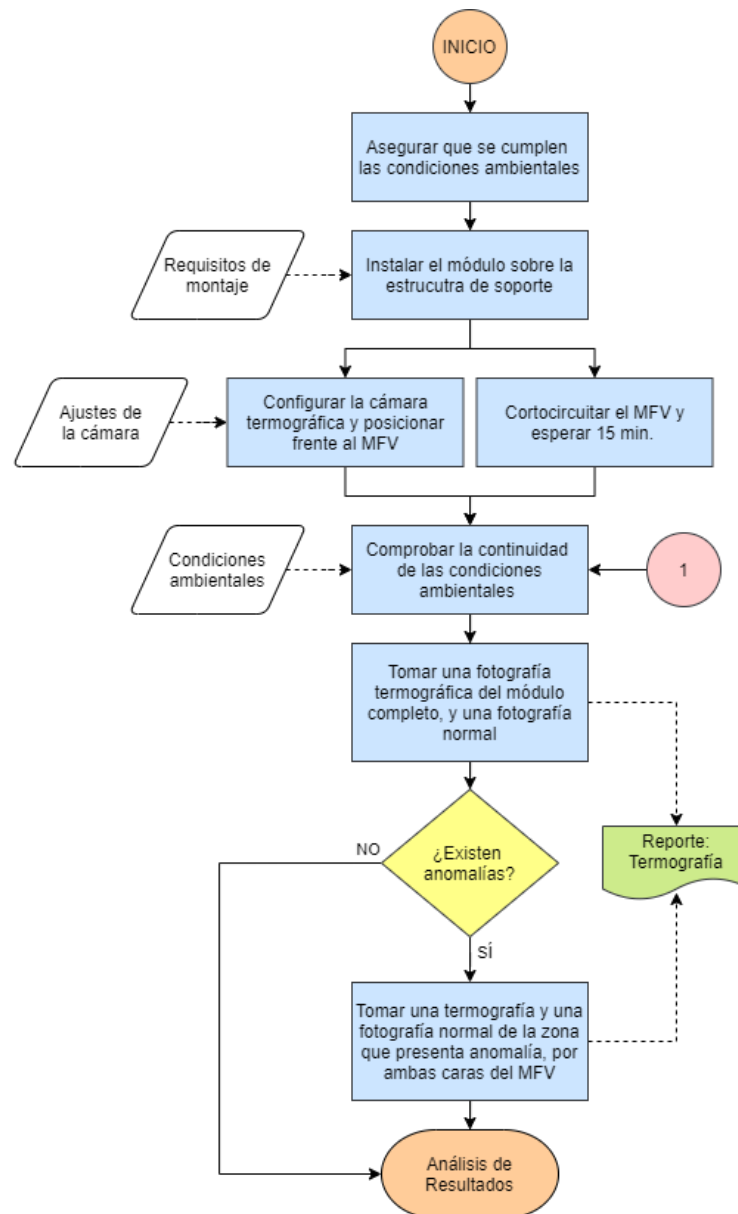 INICIO
Asegurar que se cumplen
las condiciones ambientales
Requisitos de
montaje
Instalar el módulo sobre la
estrucutra de soporte
Ajustes de
la cámara
Configurar la cámara
termográfica y posicionar
frente al MFV
Cortocircuitar el MFV y
esperar 15 min.
Condiciones
ambientales
Comprobar la continuidad
de las condiciones
ambientales
1
Tomar una fotografía
termográfica del módulo
completo, y una fotografía
normal
NO
¿Existen
anomalías?
Reporte:
Termografía
SÍ
Tomar una termografía y una
fotografía normal de la zona
que presenta anomalía, por
ambas caras del MFV
Análisis de
Resultados